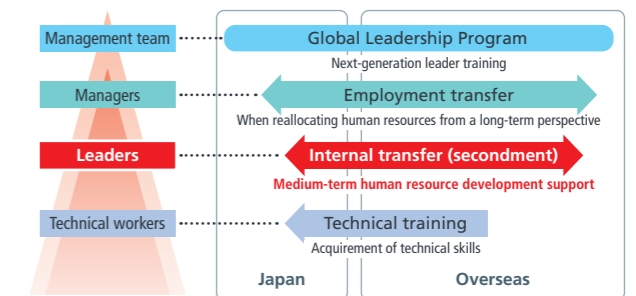 Management team
Global Leadership Program
Next-generation leader training
Managers
Employment transfer
When reallocating human resources from a long-term perspective
Leaders
Internal transfer (secondment)
Medium-term human resource development support
Technical workers
Technical training
Acquirement of technical skills
Japan
Overseas